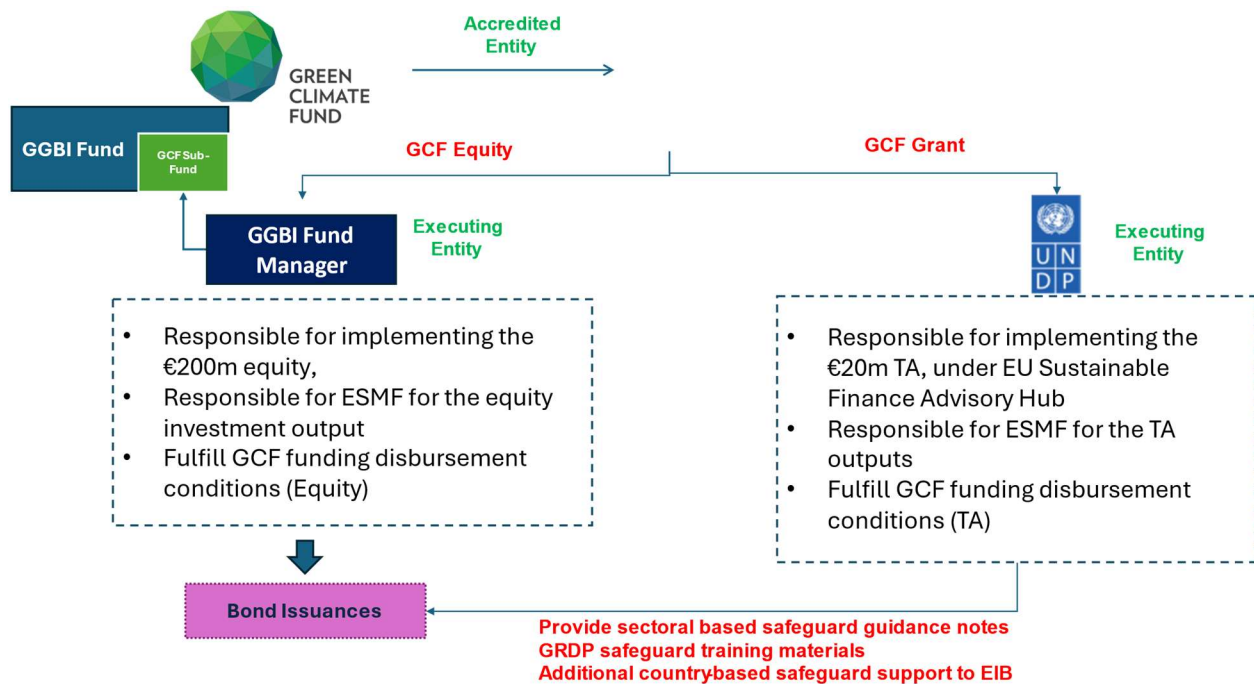 Accredited
Entity
GREEN
CLIMATE
FUND
GGBI Fund
GCF Sub-
Fund
GCF Equity
GCF Grant
GGBI Fund
Manager
Executing
Entity
UN
DP
Executing
Entity
• Responsible for implementing the
€200m equity,
• Responsible for ESMF for the equity
investment output
• Fulfill GCF funding disbursement
conditions (Equity)
• Responsible for implementing the
€20m TA, under EU Sustainable
Finance Advisory Hub
• Responsible for ESMF for the TA
outputs
• Fulfill GCF funding disbursement
conditions (TA)
Bond Issuances
Provide sectoral based safeguard guidance notes
GRDP safeguard training materials
Additional countrybased safeguard support to EIB